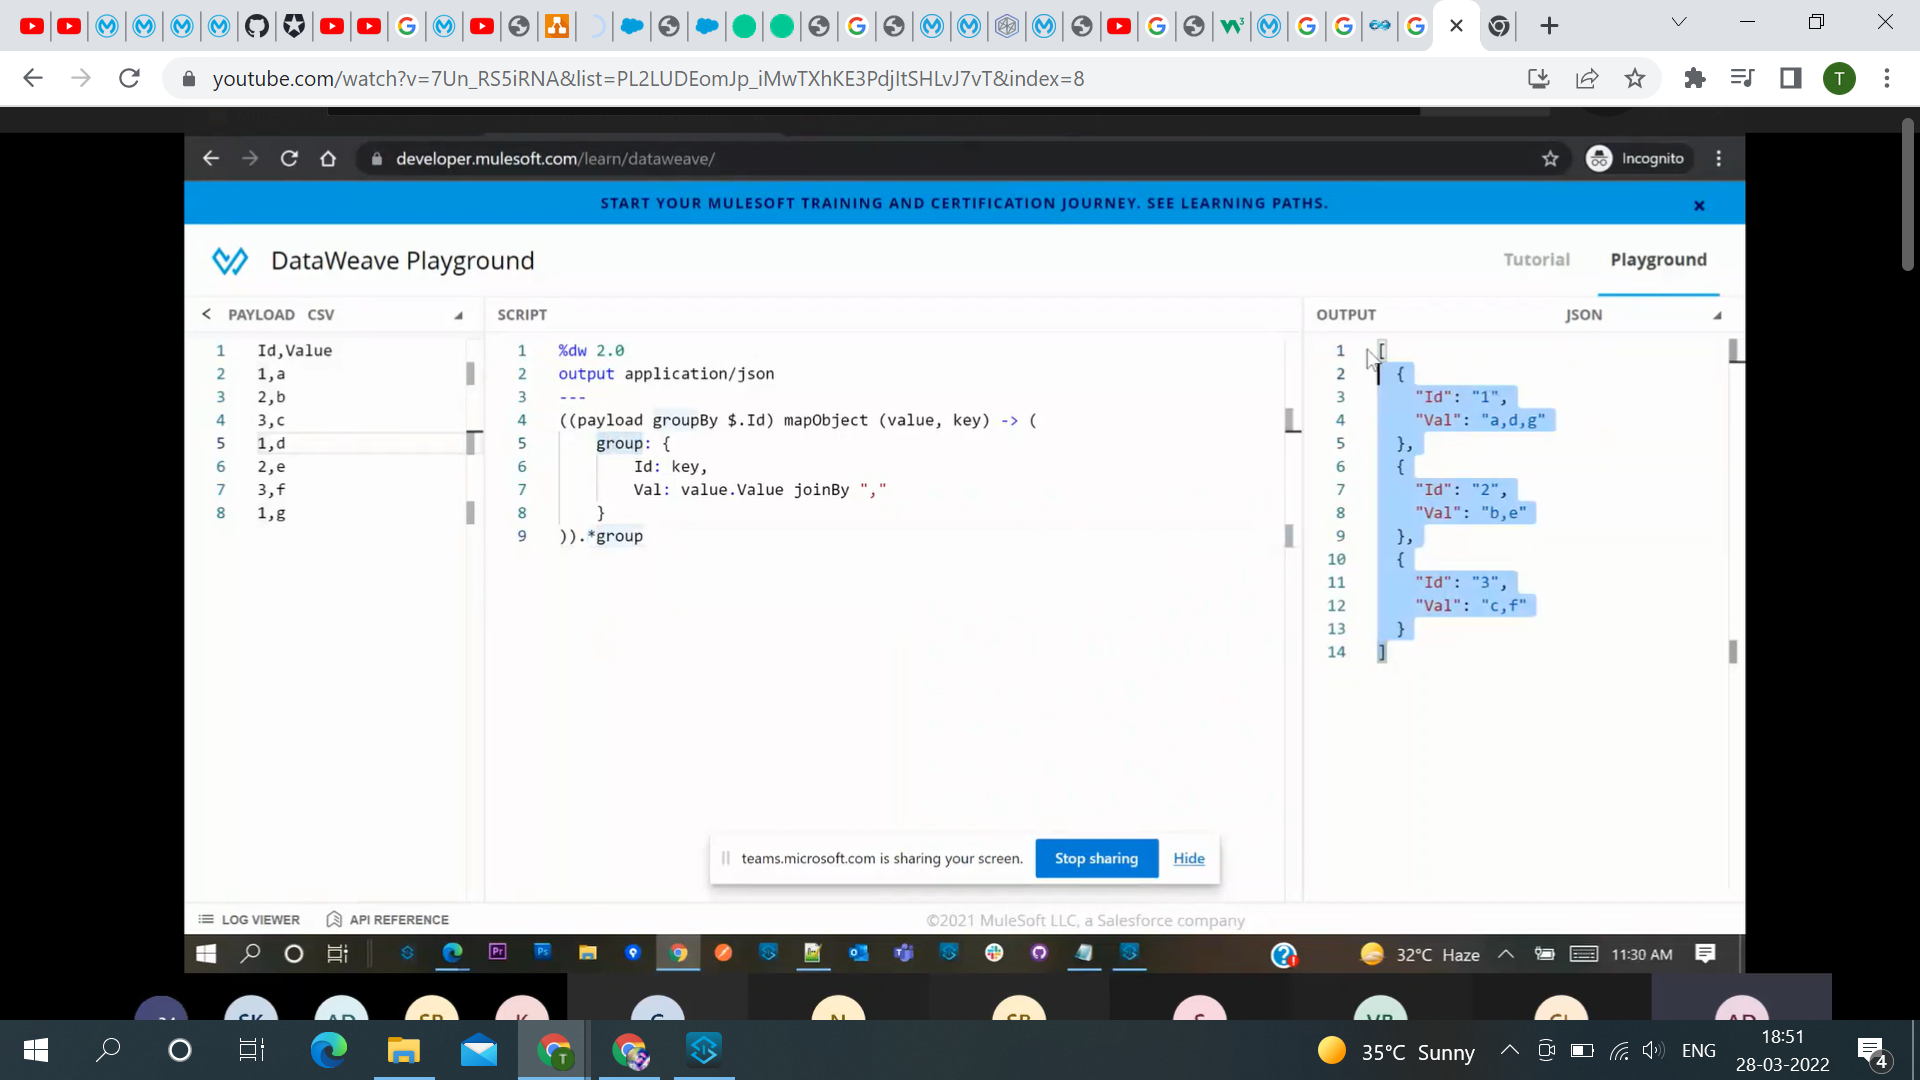 youtube.com/watch?v=7Un_RS5iRNA&list=PL2LUDEomJp_iMwTXhKE3PdjItSHLvJ7vT&index=8
T
developer.mulesoft.com/learn/dataweave/
Incognito
START YOUR MULESOFT TRAINING AND CERTIFICATION JOURNEY. SEE LEARNING PATHS.
DataWeave Playground
Tutorial
Playground
PAYLOAD CSV
1 Id,Value
2 1,a
3 2,b
4 3,c
5 1,d
6 2,e
7 3,f
8 1,g
SCRIPT
1 %dw 2.0
2 output application/json
3 ---
4 ((payload groupBy $.Id) mapObject (value, key) -> (
5 group: {
6 Id: key,
7 Val: value.Value joinBy ","
8 }
9 )).*group
OUTPUT JSON
1 [
2 {
3 "Id": "1",
4 "Val": "a,d,g"
5 },
6 {
7 "Id": "2",
8 "Val": "b,e"
9 },
10 {
11 "Id": "3",
12 "Val": "c,f"
13 }
14 ]
teams.microsoft.com is sharing your screen.
Stop sharing
Hide
LOG VIEWER
API REFERENCE
©2021 MuleSoft LLC, a Salesforce company
32°C Haze
11:30 AM
35°C Sunny
ENG
18:51
28-03-2022
4